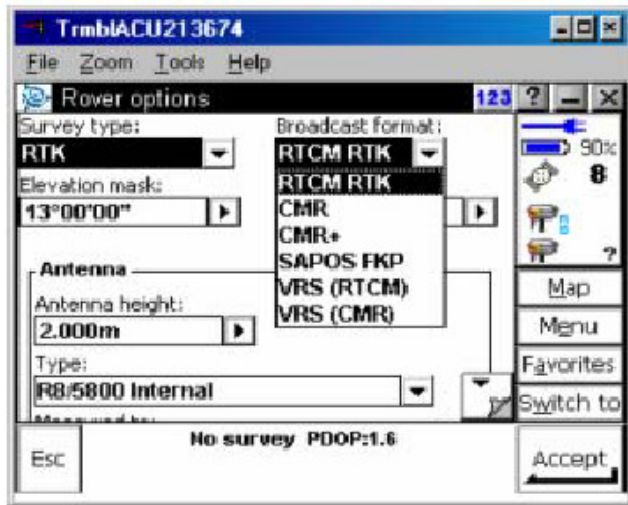 TrmblACU213674
File Zoom Tools Help
Rover options 123 ?
Survey type: Broadcast format:
RTK RTCM RTK
90%
RTCM RTK
8
Elevation mask:
13°00'00"
CMR
CMR+
SAPOS FKP
VRS (RTCM)
VRS (CMR)
?
Antenna
Antenna height:
2.000m
Type:
R8/5800 Internal
Map
Menu
Favorites
Switch to
Esc
No survey PDOP:1.6
Accept